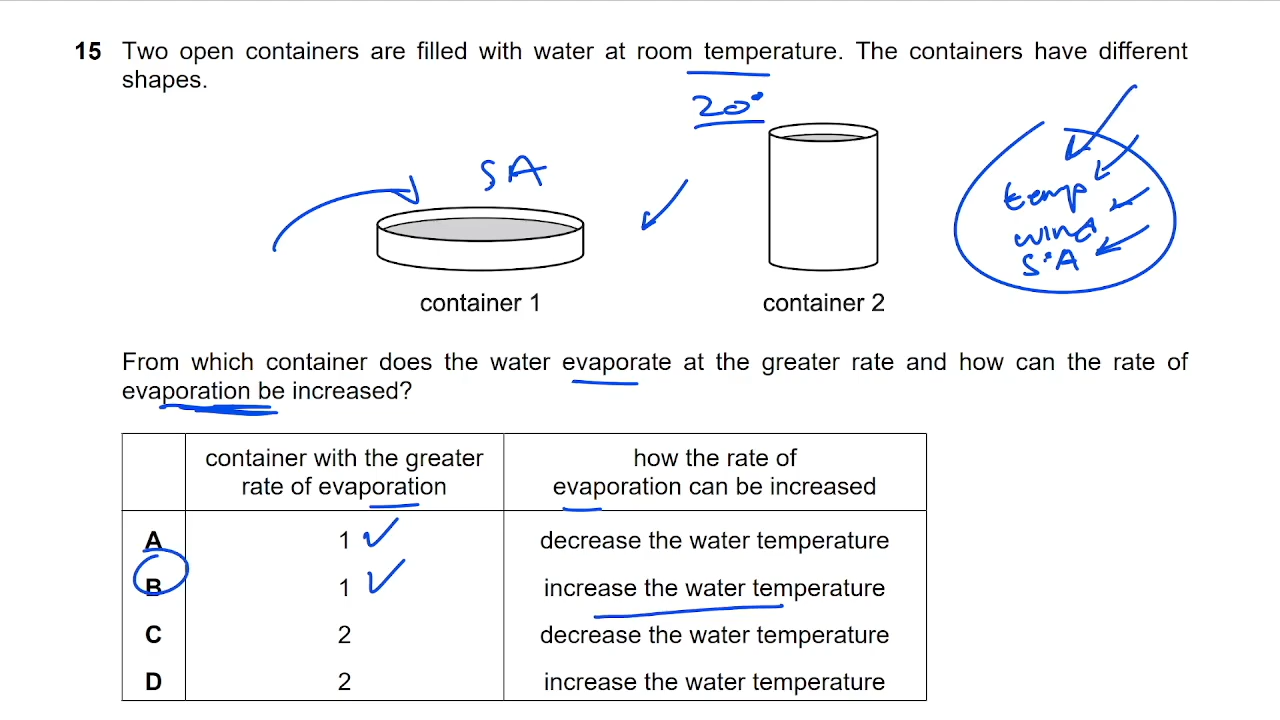 15 Two open containers are filled with water at room temperature. The containers have different
shapes.
20°
SA
temp
wind
S.A
container 1
container 2
From which container does the water evaporate at the greater rate and how can the rate of
evaporation be increased?
container with the greater
rate of evaporation
how the rate of
evaporation can be increased
A 1 decrease the water temperature
B 1 increase the water temperature
C 2 decrease the water temperature
D 2 increase the water temperature